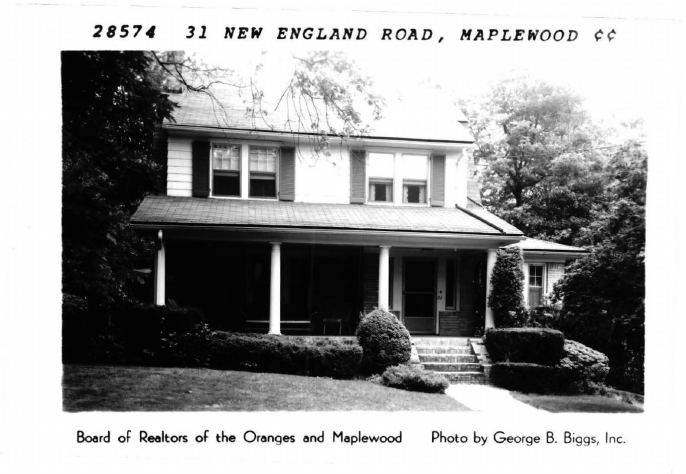 28574 31 NEW ENGLAND ROAD, MAPLEWOOD ¢¢
Board of Realtors of the Oranges and Maplewood Photo by George B. Biggs, Inc.